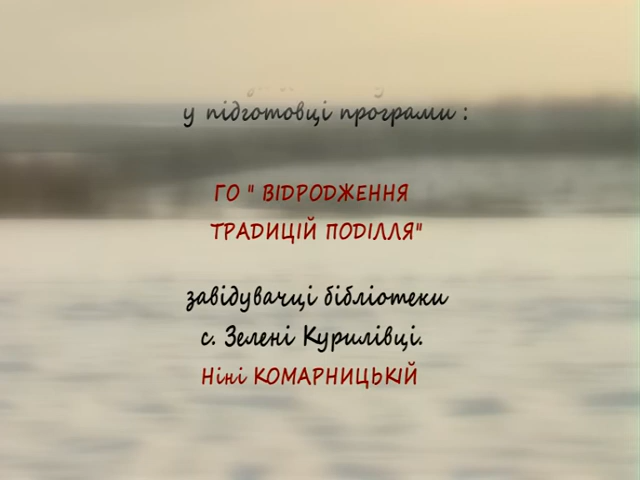 у підготовці програми :
ГО " ВІДРОДЖЕННЯ
ТРАДИЦІЙ ПОДІЛЛЯ"
завідувачці бібліотеки
с. Зелені Курилівці.
Ніні КОМАРНИЦЬКІЙ